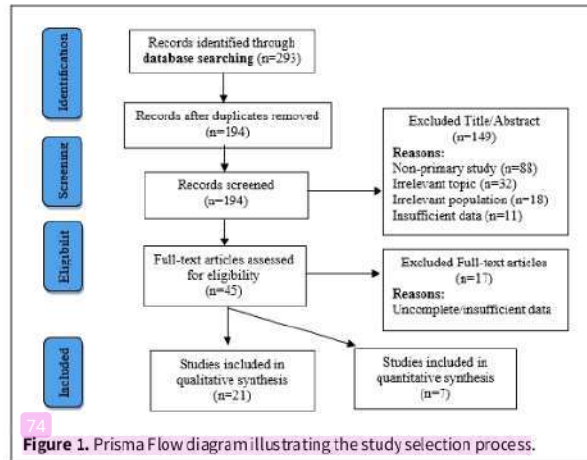 Identification
Records identified through
database searching (n=293)
Records after duplicates removed
(n=194)
Screening
Records screened
(n=194)
Excluded Title/Abstract
(n=149)
Reasons:
Non-primary study (n=88)
Irrelevant topic (n=32)
Irrelevant population (n=18)
Insufficient data (n=11)
Eligibilit
Full-text articles assessed
for eligibility
(n=45)
Excluded Full-text articles
(n=17)
Reasons:
Uncomplete/insufficient data
Included
Studies included in
qualitative synthesis
(n=21)
Studies included in
quantitative synthesis
(n=7)
74
Figure 1. Prisma Flow diagram illustrating the study selection process.